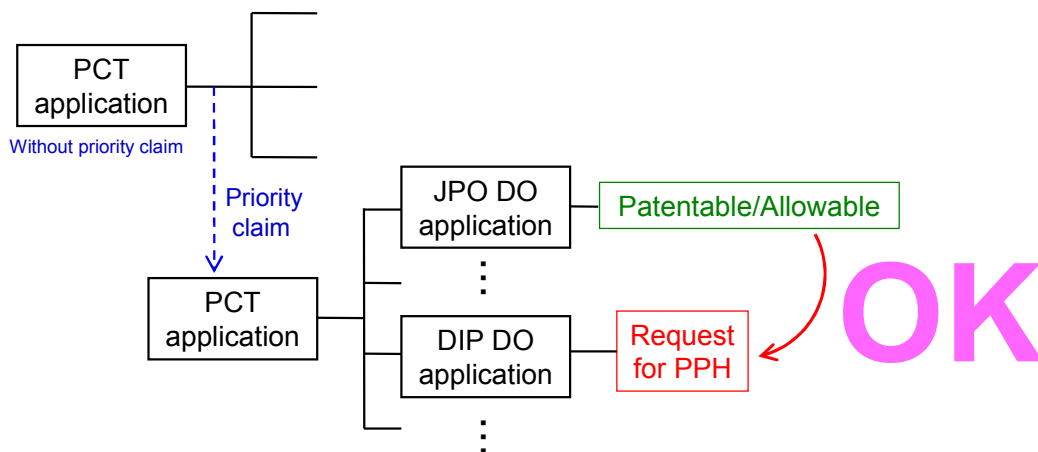 PCT
application
Without priority claim
Priority
claim
JPO DO
application
Patentable/Allowable
OK
PCT
application
DIP DO
application
Request
for PPH